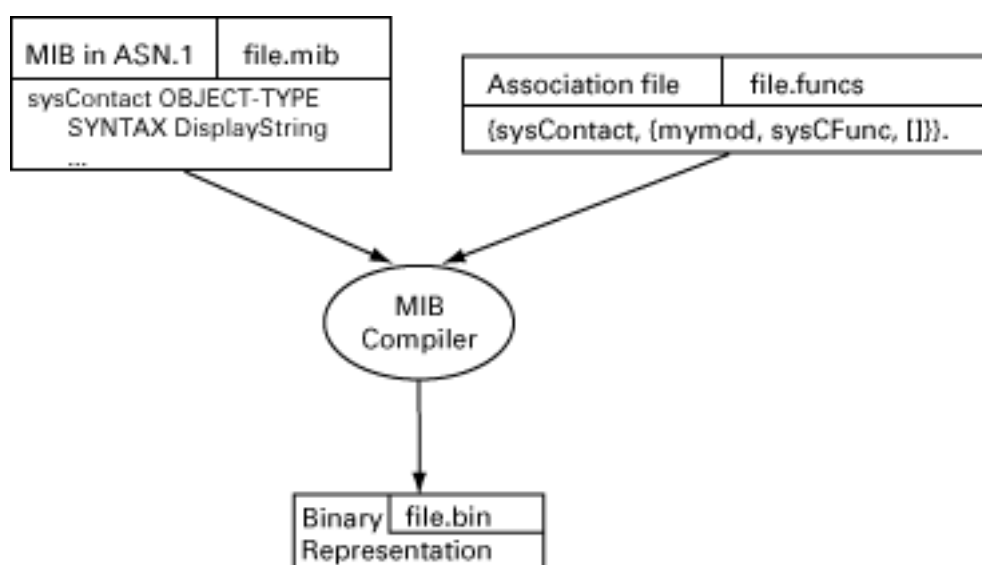 MIB in ASN.1
file.mib
sysContact OBJECT-TYPE
SYNTAX DisplayString
...
Association file
file.funcs
{sysContact, {mymod, sysCFunc, []}}.
MIB
Compiler
Binary
file.bin
Representation